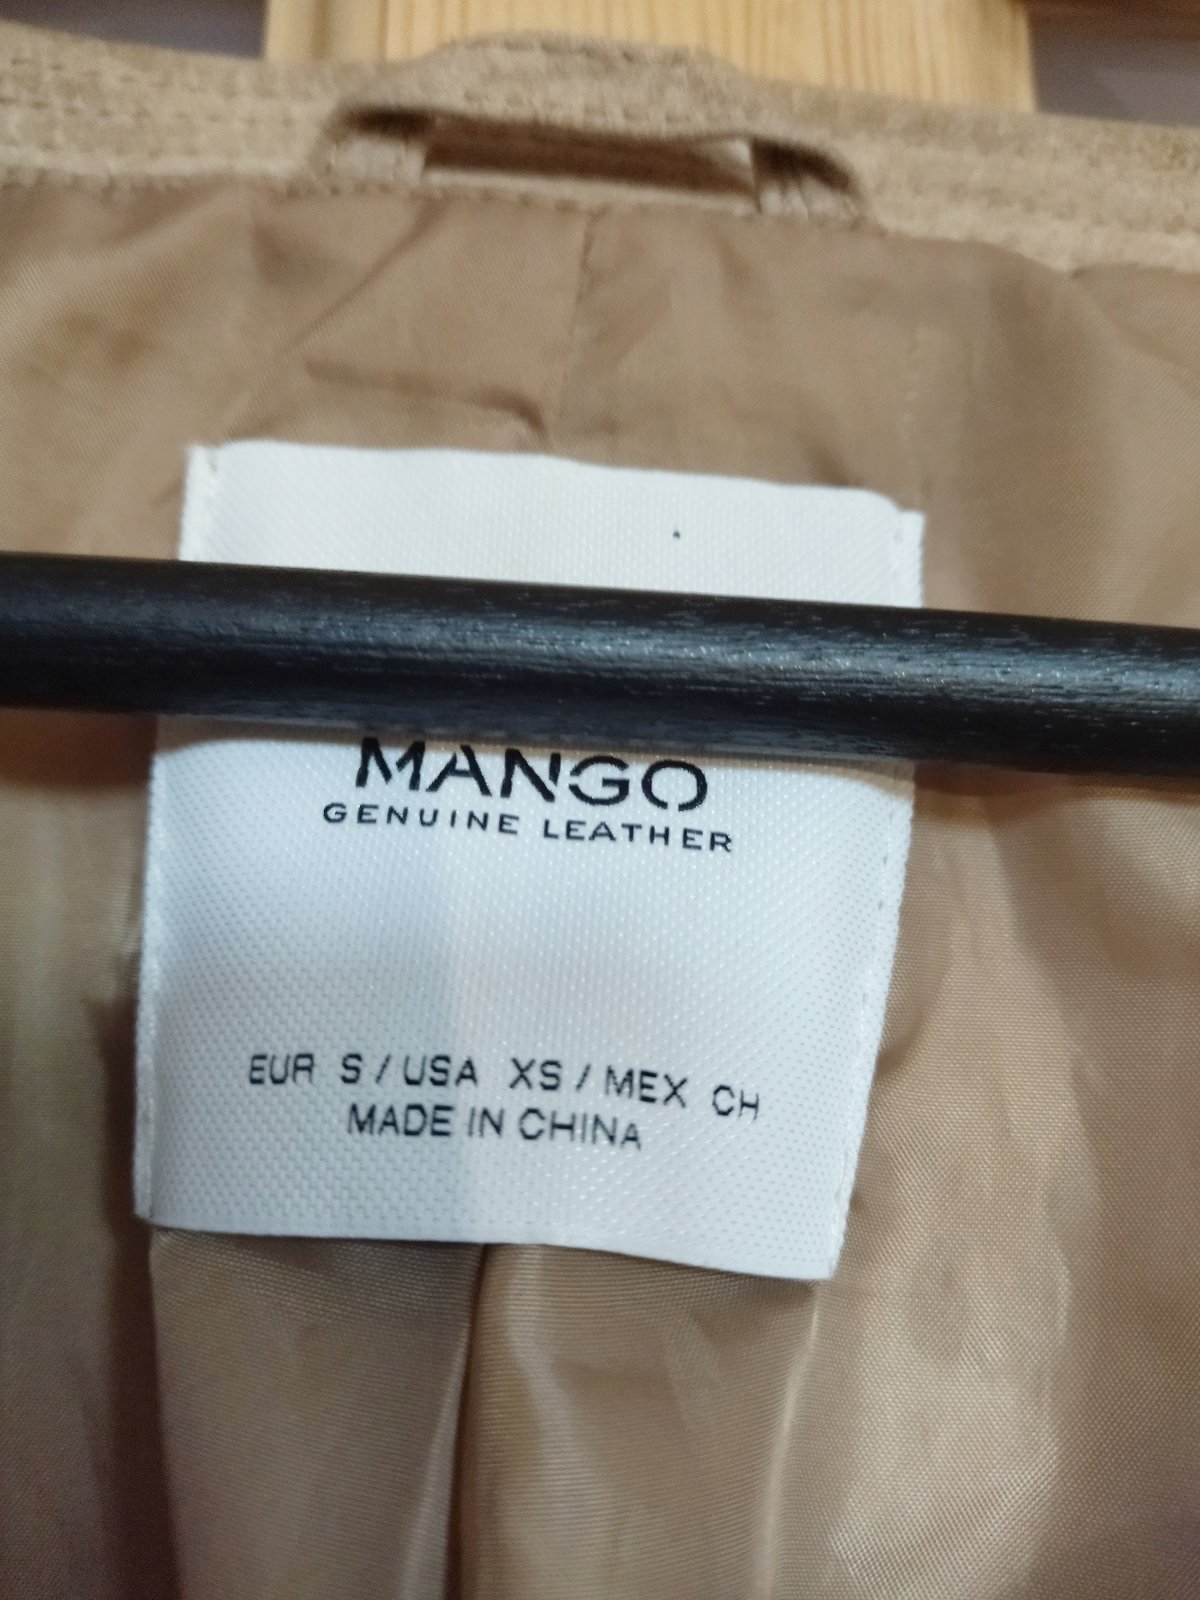 MANGO
GENUINE LEATHER
EUR S / USA XS / MEX CH
MADE IN CHINA